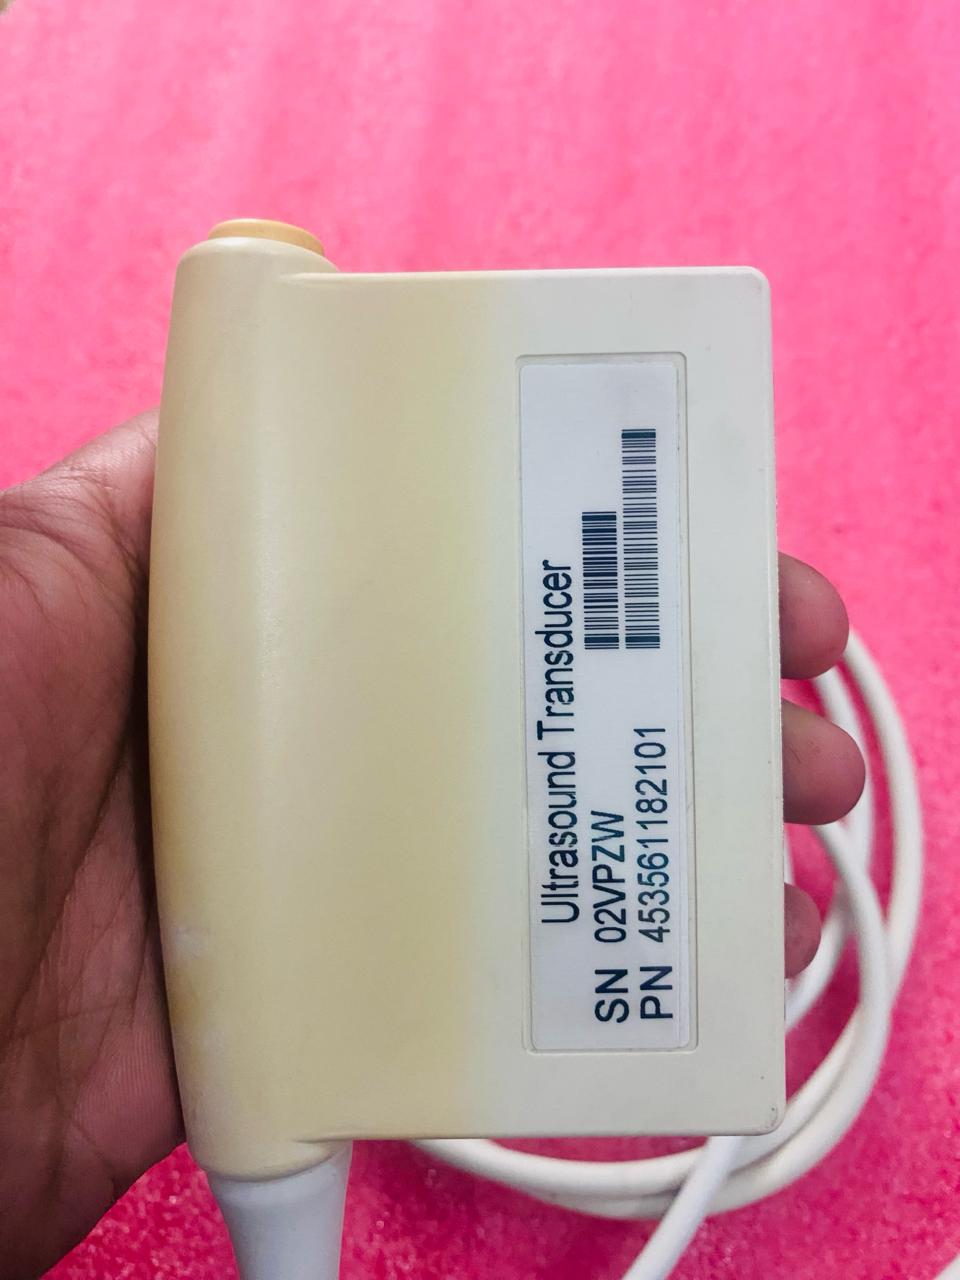 Ultrasound Transducer
SN 02VPZW
PN 453561182101